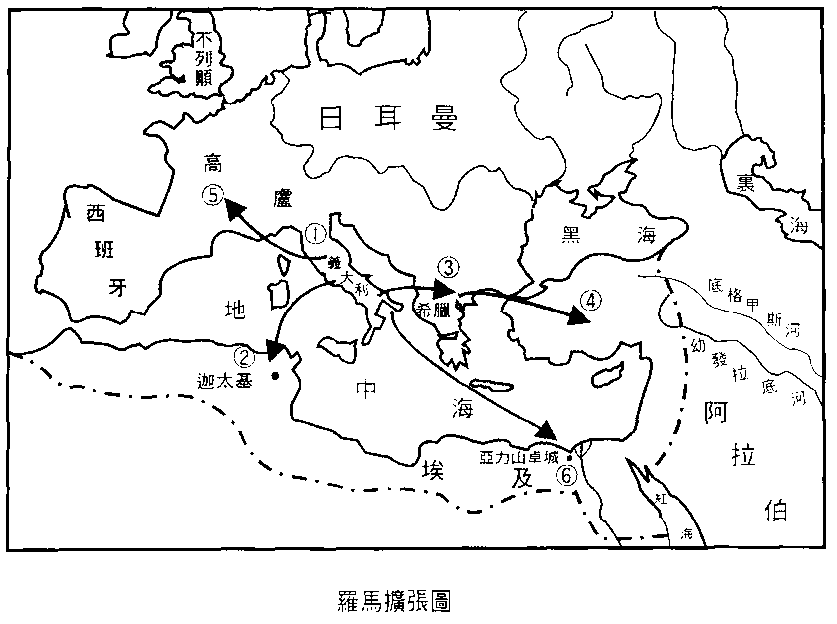 不列顛
日耳曼
高盧
⑤
西班牙
①
義大利
地中海
黑海
裏海
③
希臘
④
底格里斯河
幼發拉底河
②
迦太基
阿拉伯
亞力山卓城
⑥
埃及
紅海
羅馬擴張圖